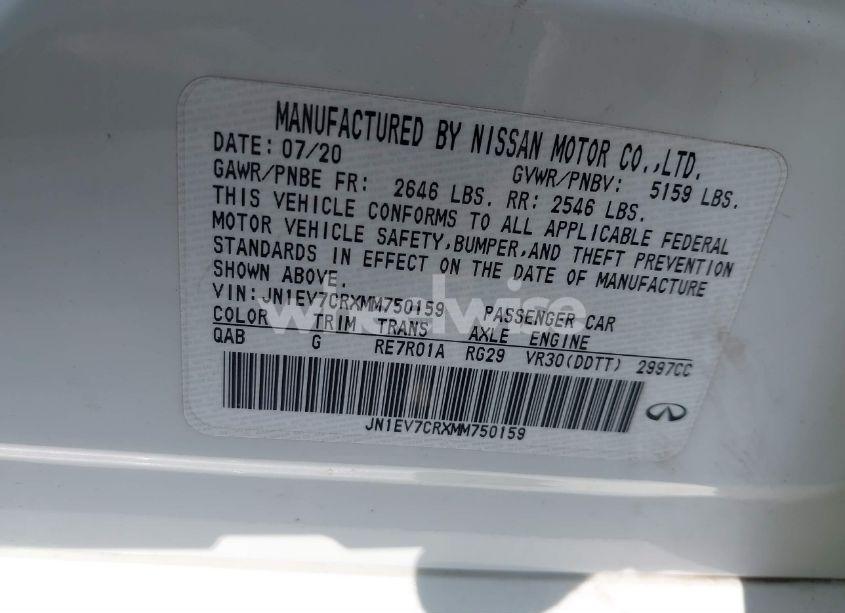 MANUFACTURED BY NISSAN MOTOR CO.,LTD.
DATE: 07/20 GVWR/PNBV: 5159 LBS.
GAWR/PNBE FR: 2646 LBS. RR: 2546 LBS.
THIS VEHICLE CONFORMS TO ALL APPLICABLE FEDERAL
MOTOR VEHICLE SAFETY,BUMPER,AND THEFT PREVENTION
STANDARDS IN EFFECT ON THE DATE OF MANUFACTURE
SHOWN ABOVE.
VIN: JN1EV7CRXMM750159 PASSENGER CAR
COLOR TRIM TRANS AXLE ENGINE
QAB G RE7R01A RG29 VR30(DDTT) 2997CC
JN1EV7CRXMM750159
wheelwise